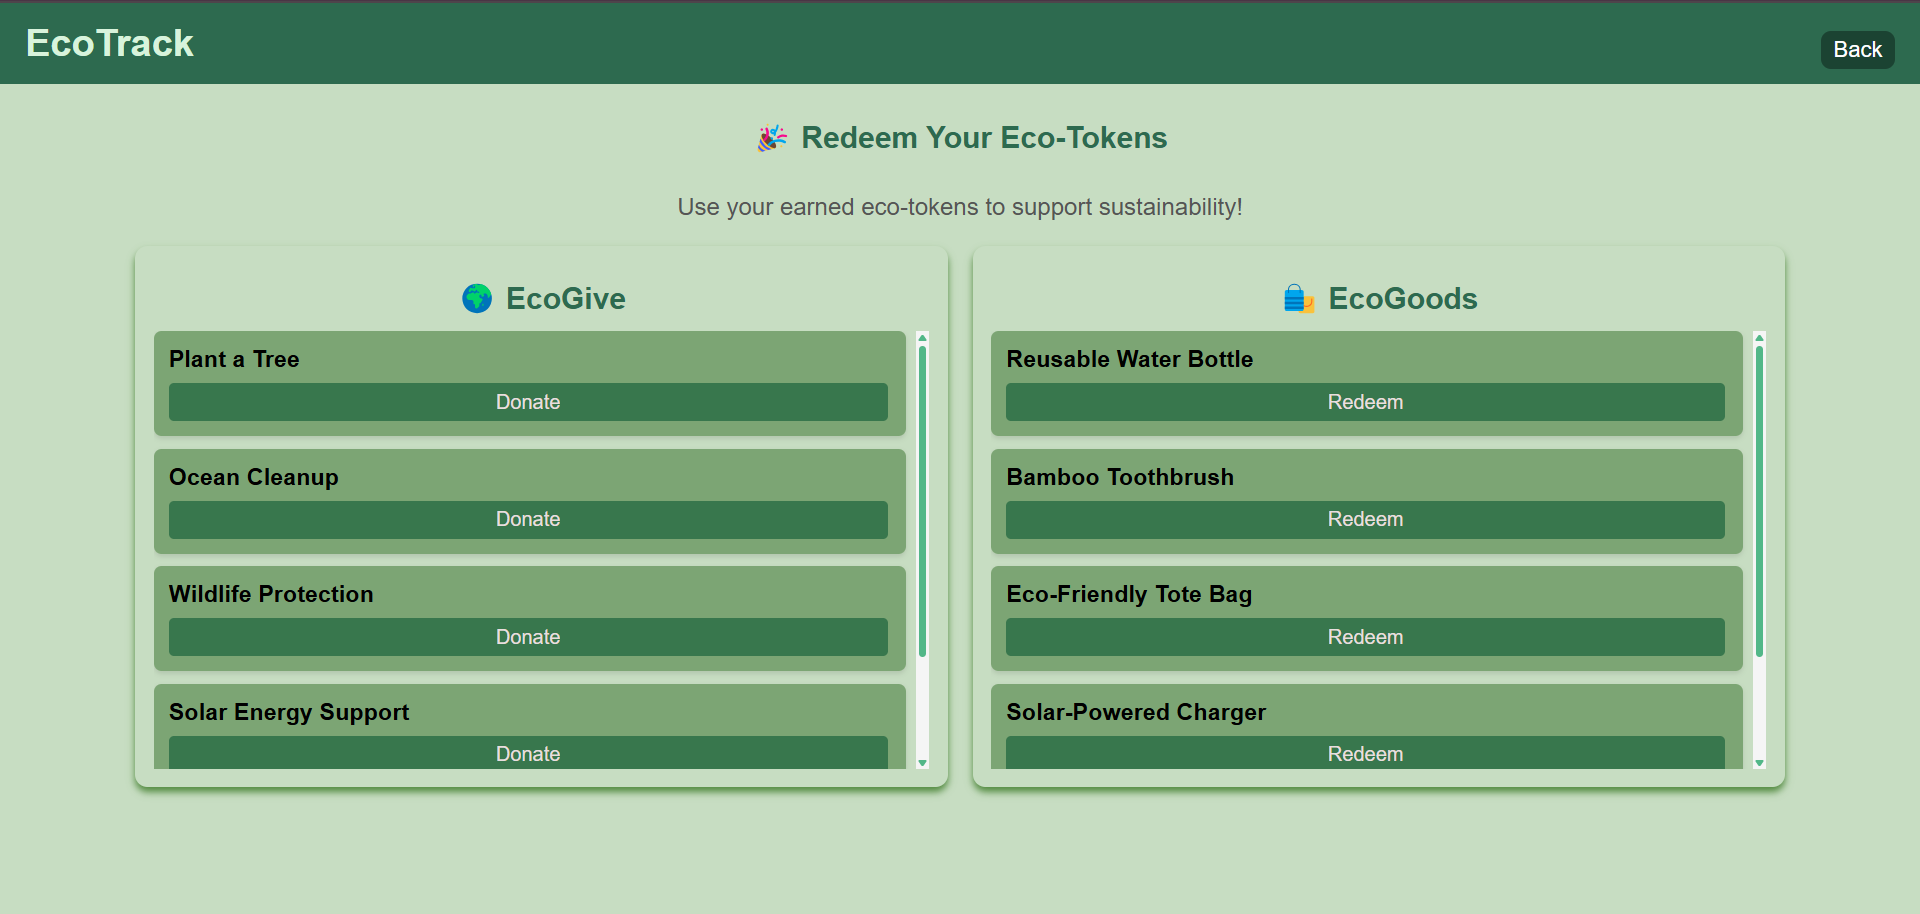 EcoTrack
Back
🎉 Redeem Your Eco-Tokens
Use your earned eco-tokens to support sustainability!
🌍 EcoGive
Plant a Tree
Donate
Ocean Cleanup
Donate
Wildlife Protection
Donate
Solar Energy Support
Donate
🛍️ EcoGoods
Reusable Water Bottle
Redeem
Bamboo Toothbrush
Redeem
Eco-Friendly Tote Bag
Redeem
Solar-Powered Charger
Redeem